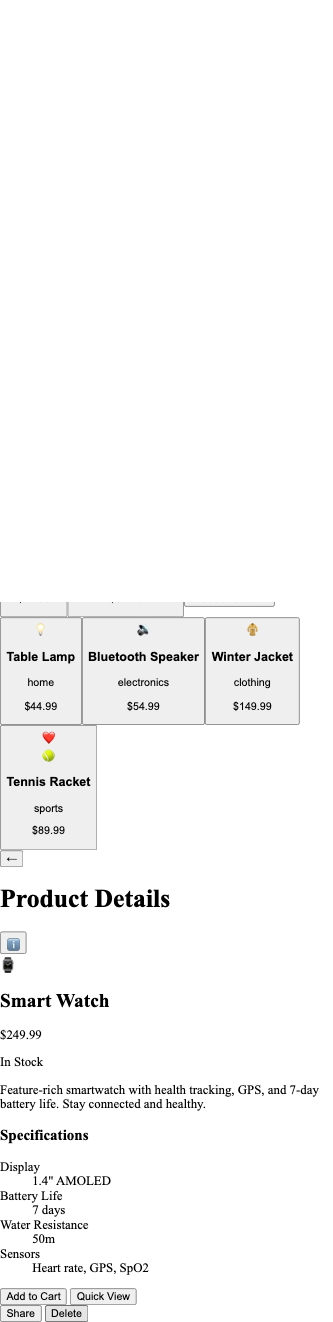 Table Lamp
home
$44.99
Bluetooth Speaker
electronics
$54.99
Winter Jacket
clothing
$149.99
Tennis Racket
sports
$89.99
←
Product Details
Smart Watch
$249.99
In Stock
Feature-rich smartwatch with health tracking, GPS, and 7-day
battery life. Stay connected and healthy.
Specifications
Display
1.4" AMOLED
Battery Life
7 days
Water Resistance
50m
Sensors
Heart rate, GPS, SpO2
Add to Cart Quick View
Share Delete